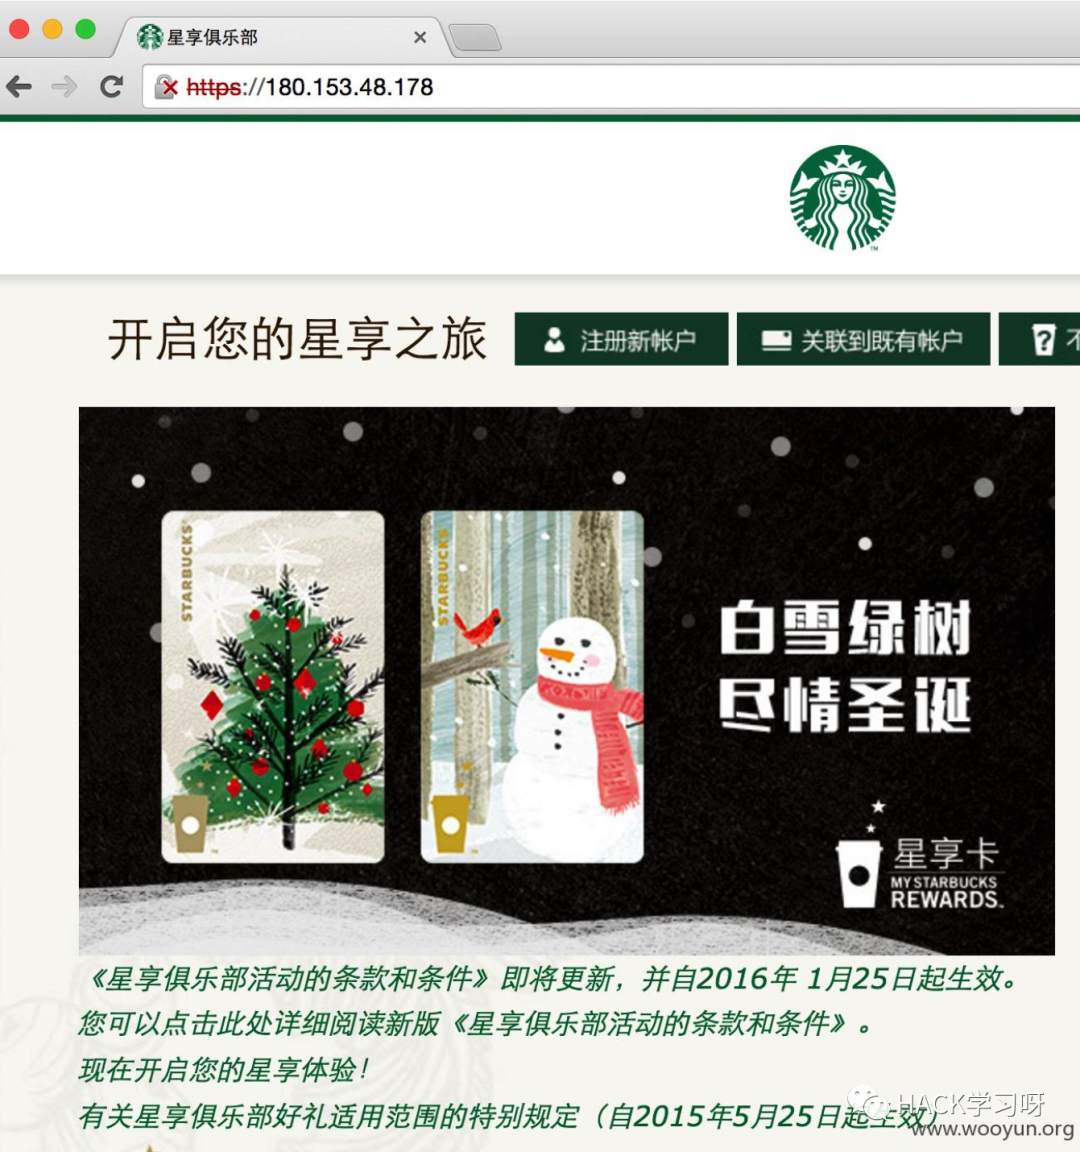 星享俱乐部
https://180.153.48.178
开启您的星享之旅
注册新帐户
关联到既有帐户
不
STARBUCKS
STARBUCKS
白雪绿树
尽情圣诞
星享卡
MY STARBUCKS
REWARDS
《星享俱乐部活动的条款和条件》即将更新，并自2016年 1月25日起生效。
您可以点击此处详细阅读新版《星享俱乐部活动的条款和条件》。
现在开启您的星享体验！
有关星享俱乐部好礼适用范围的特别规定（自2015年5月25日起生效）
HACK学习呀
www.wooyun.org